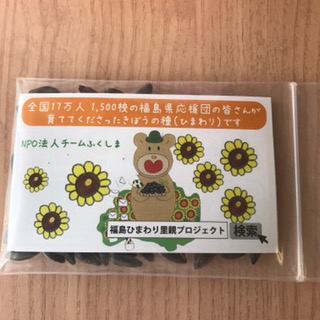 全国17万人 1,500校の福島県応援団の皆さんが
育ててくださったきぼうの種(ひまわり)です
NPO法人チームふくしま
福島ひまわり里親プロジェクト 検索